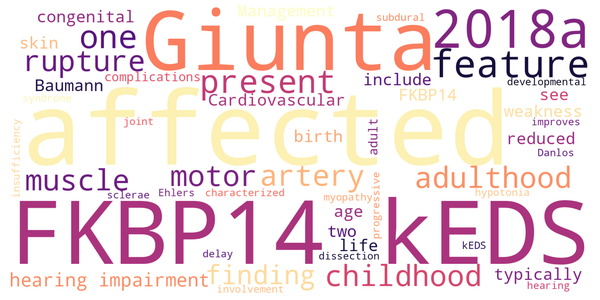 congenital Management subdural
skin one Giunta 2018a
rupture complications present feature
Baumann Cardiovascular include developmental
syndrome affected FKBP14 see
joint birth adult weakness improves
insufficiency reduced Danlos
muscle motor artery adulthood
sclerae Ehlers characterized progressive hypotonia
FKBP14 kEDS
age myopathy
two life kEDS
delay dissection
hearing impairment finding childhood typically
involvement hearing